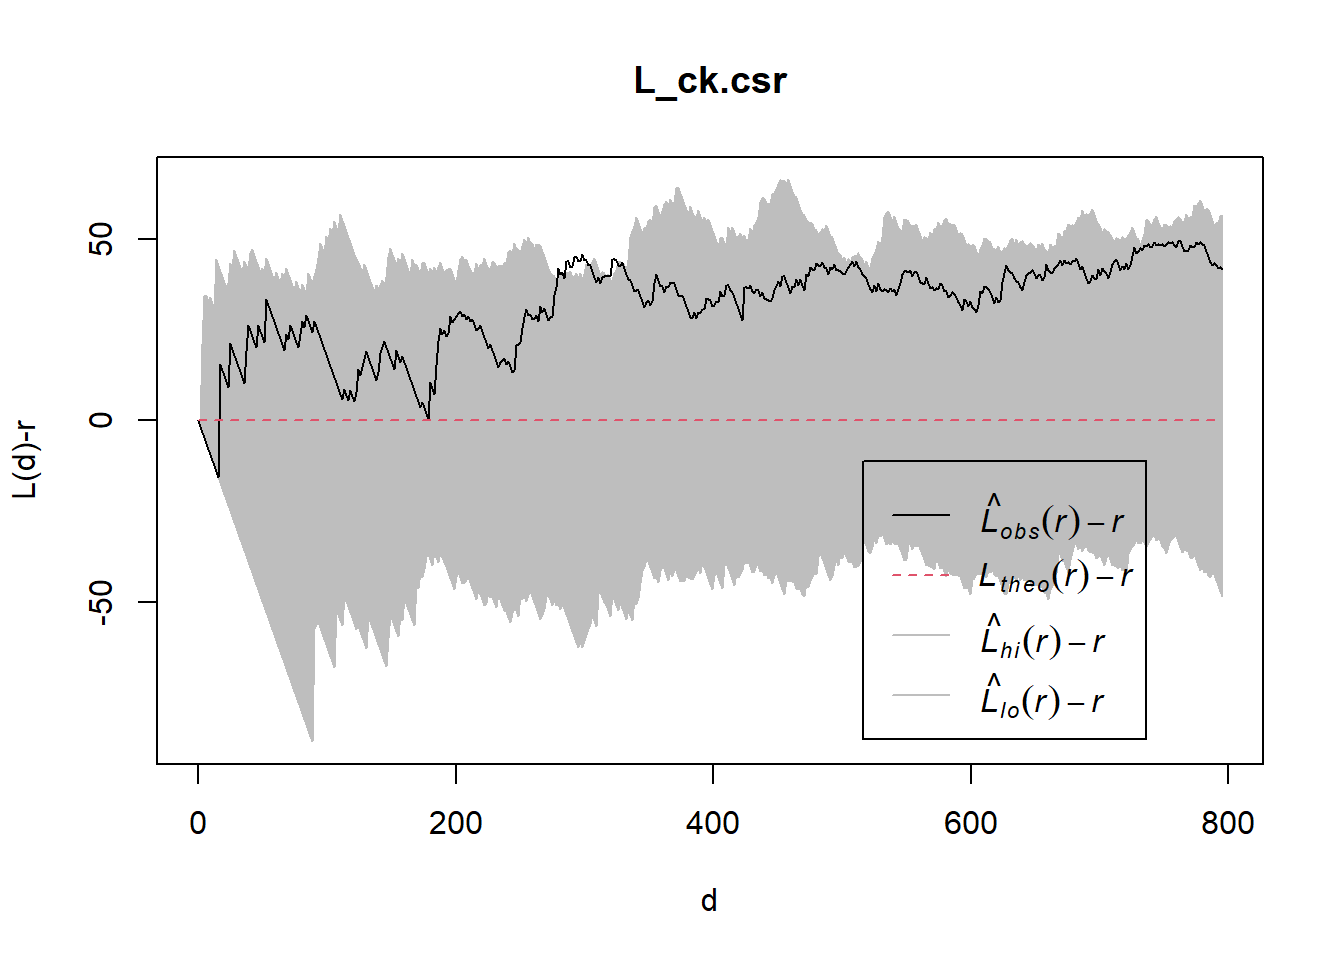 L_ck.csr
L(d)-r
50
0
-50
0 200 400 600 800
d
L̂obs(r) − r
Ltheo(r) − r
L̂hi(r) − r
L̂lo(r) − r